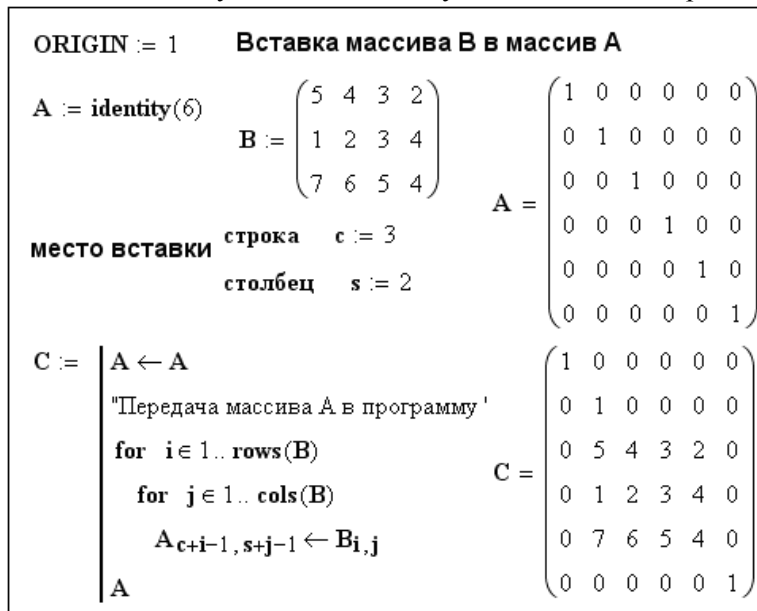 ORIGIN := 1 Вставка массива B в массив A
A := identity(6)
B :=
5 4 3 2
1 2 3 4
7 6 5 4
A =
1 0 0 0 0 0
0 1 0 0 0 0
0 0 1 0 0 0
0 0 0 1 0 0
0 0 0 0 1 0
0 0 0 0 0 1
место вставки
строка c := 3
столбец s := 2
C :=
A ← A
"Передача массива A в программу '
for i ∈ 1.. rows(B)
for j ∈ 1.. cols(B)
A c+i−1, s+j−1 ← B i, j
A
C =
1 0 0 0 0 0
0 1 0 0 0 0
0 5 4 3 2 0
0 1 2 3 4 0
0 7 6 5 4 0
0 0 0 0 0 1